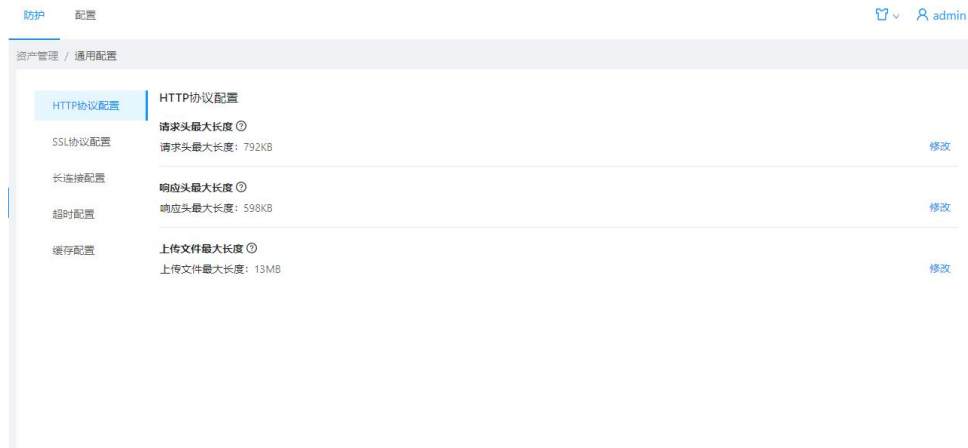 防护 配置 admin
资产管理 / 通用配置
HTTP协议配置
SSL协议配置
长连接配置
超时配置
缓存配置
HTTP协议配置
请求头最大长度
请求头最大长度：792KB 修改
响应头最大长度
响应头最大长度：598KB 修改
上传文件最大长度
上传文件最大长度：13MB 修改